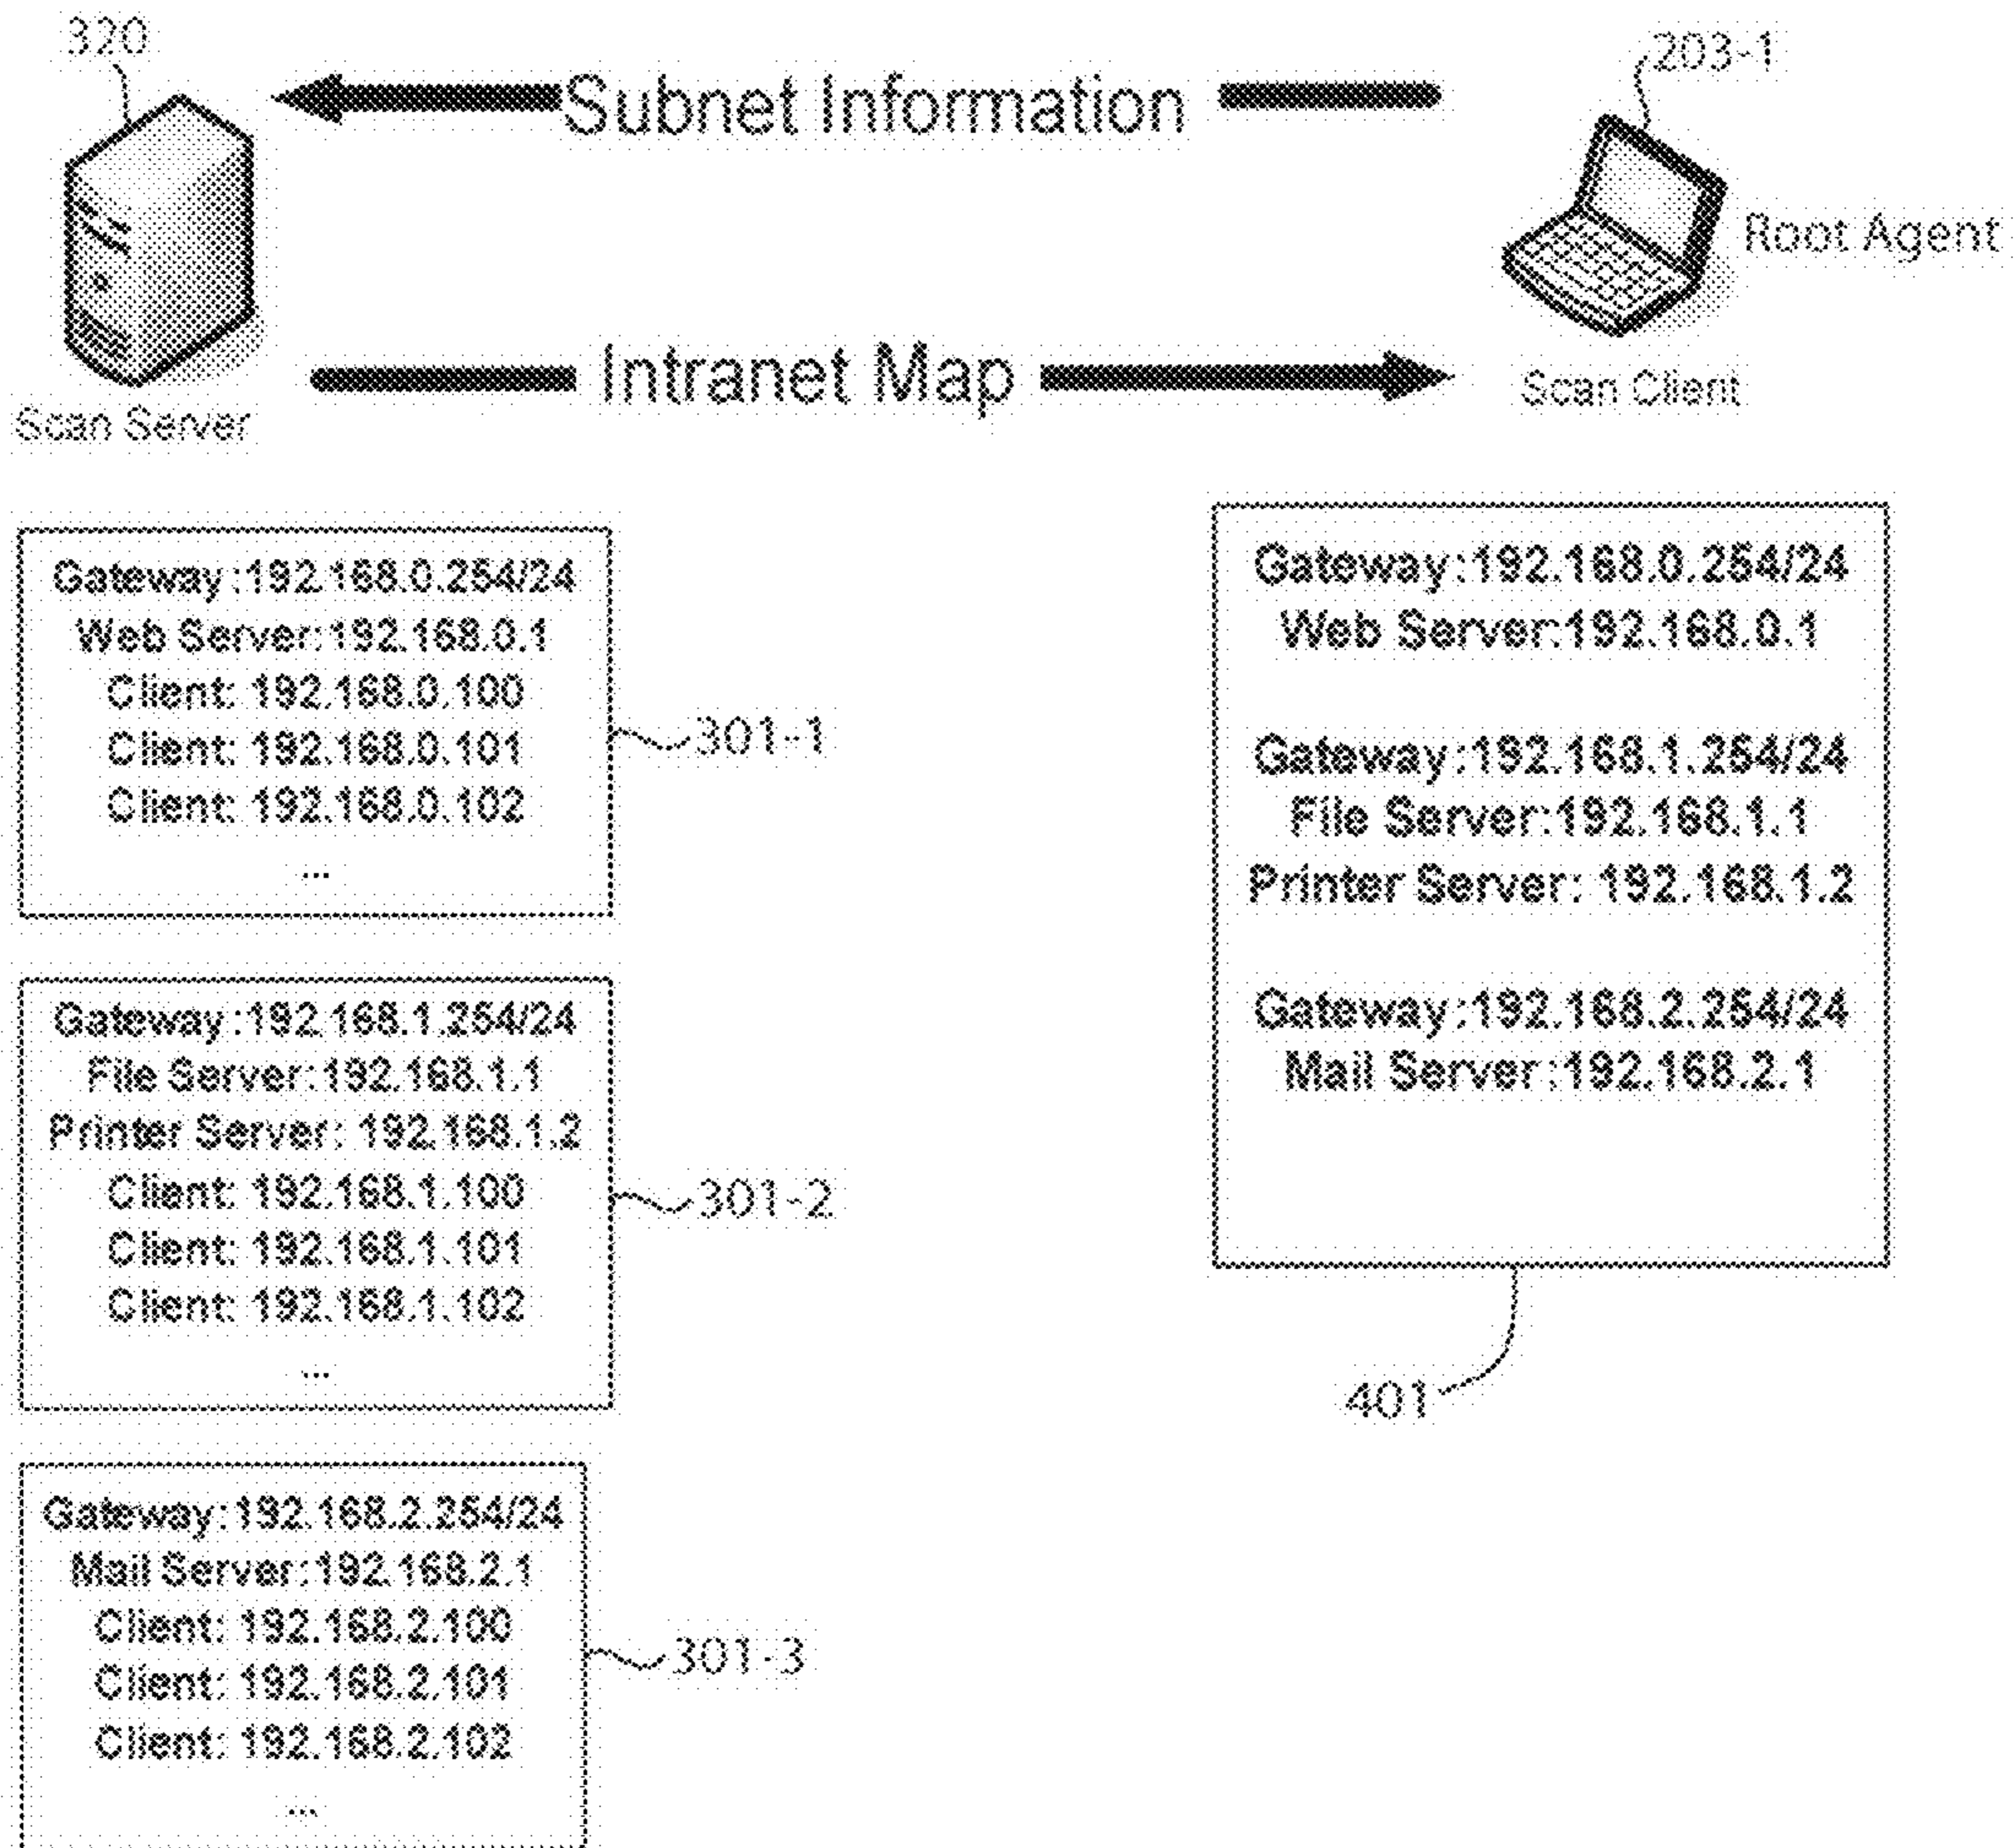 320
203-1
Subnet Information
Root Agent
Intranet Map
Scan Client
Scan Server
Gateway:192.168.0.254/24
Web Server:192.168.0.1
Client: 192.168.0.100
Client: 192.168.0.101
Client: 192.168.0.102
...
301-1
Gateway:192.168.1.254/24
File Server:192.168.1.1
Printer Server: 192.168.1.2
Client: 192.168.1.100
Client: 192.168.1.101
Client: 192.168.1.102
...
301-2
Gateway:192.168.2.254/24
Mail Server:192.168.2.1
Client: 192.168.2.100
Client: 192.168.2.101
Client: 192.168.2.102
...
301-3
Gateway:192.168.0.254/24
Web Server:192.168.0.1
Gateway:192.168.1.254/24
File Server:192.168.1.1
Printer Server: 192.168.1.2
Gateway:192.168.2.254/24
Mail Server:192.168.2.1
401